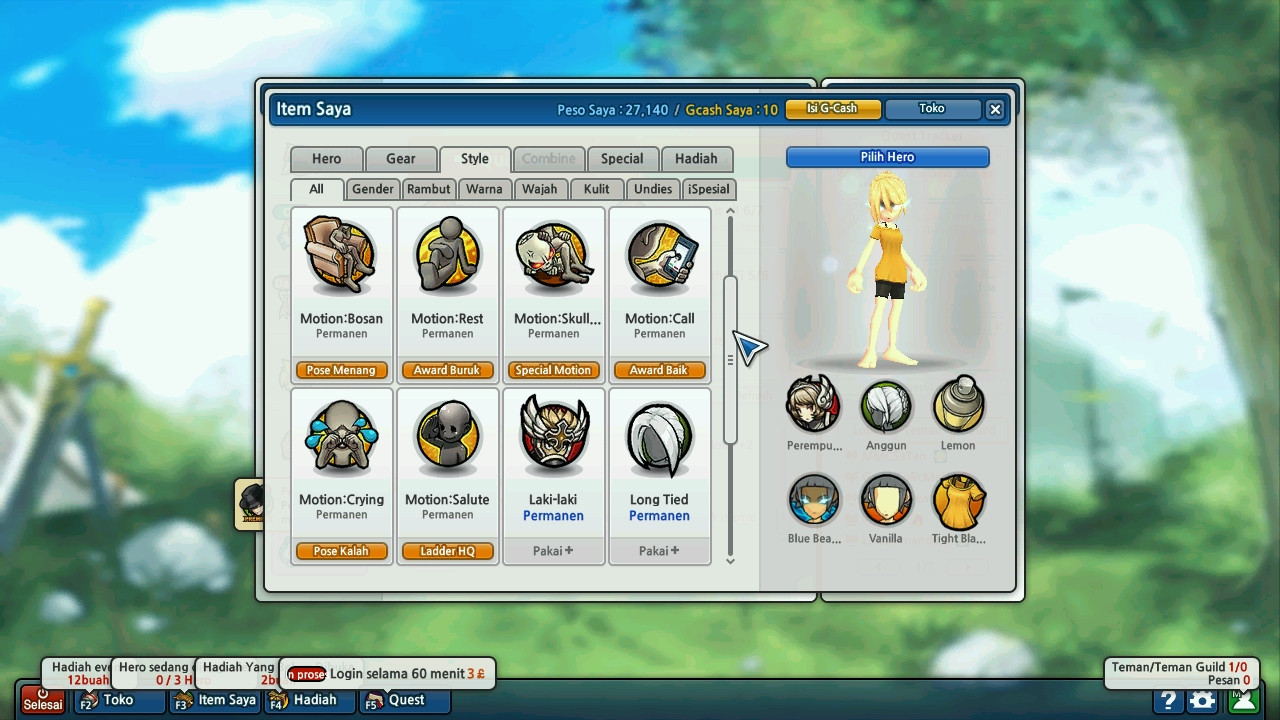 Item Saya
Peso Saya : 27,140 / Gcash Saya : 10
Isi G-Cash
Toko
Hero
Gear
Style
Combine
Special
Hadiah
All
Gender
Rambut
Warna
Wajah
Kulit
Undies
iSpesial
Pilih Hero
Motion:Bosan
Permanen
Pose Menang
Motion:Rest
Permanen
Award Buruk
Motion:Skull...
Permanen
Special Motion
Motion:Call
Permanen
Award Baik
Motion:Crying
Permanen
Pose Kalah
Motion:Salute
Permanen
Ladder HQ
Laki-laki
Permanen
Pakai+
Long Tied
Permanen
Pakai+
Perempu...
Anggun
Lemon
Blue Bea...
Vanilla
Tight Bla...
Hadiah eve
12buah
Hero sedang
0 / 3 He
Hadiah Yang
2bu
n prose
Login selama 60 menit 3
Teman/Teman Guild 1/0
Pesan 0
Selesai
F2 Toko
F3 Item Saya
F4 Hadiah
F5 Quest
?